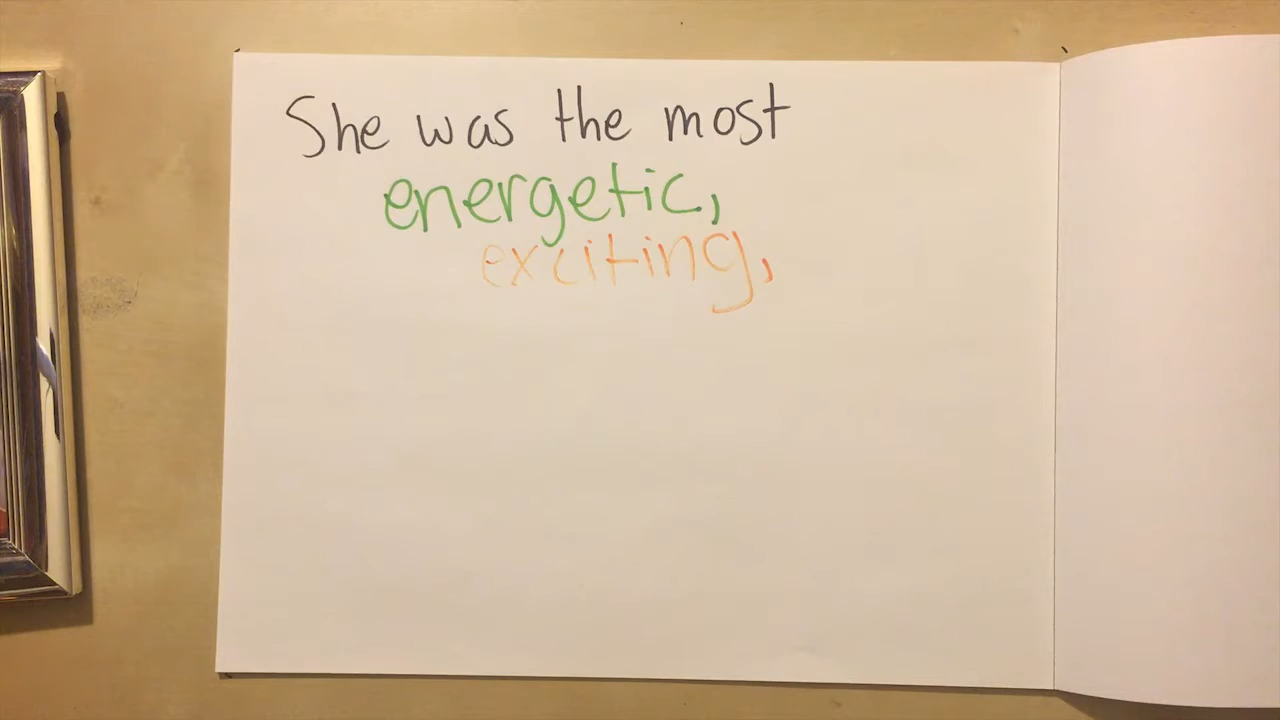 She was the most
energetic,
exciting,